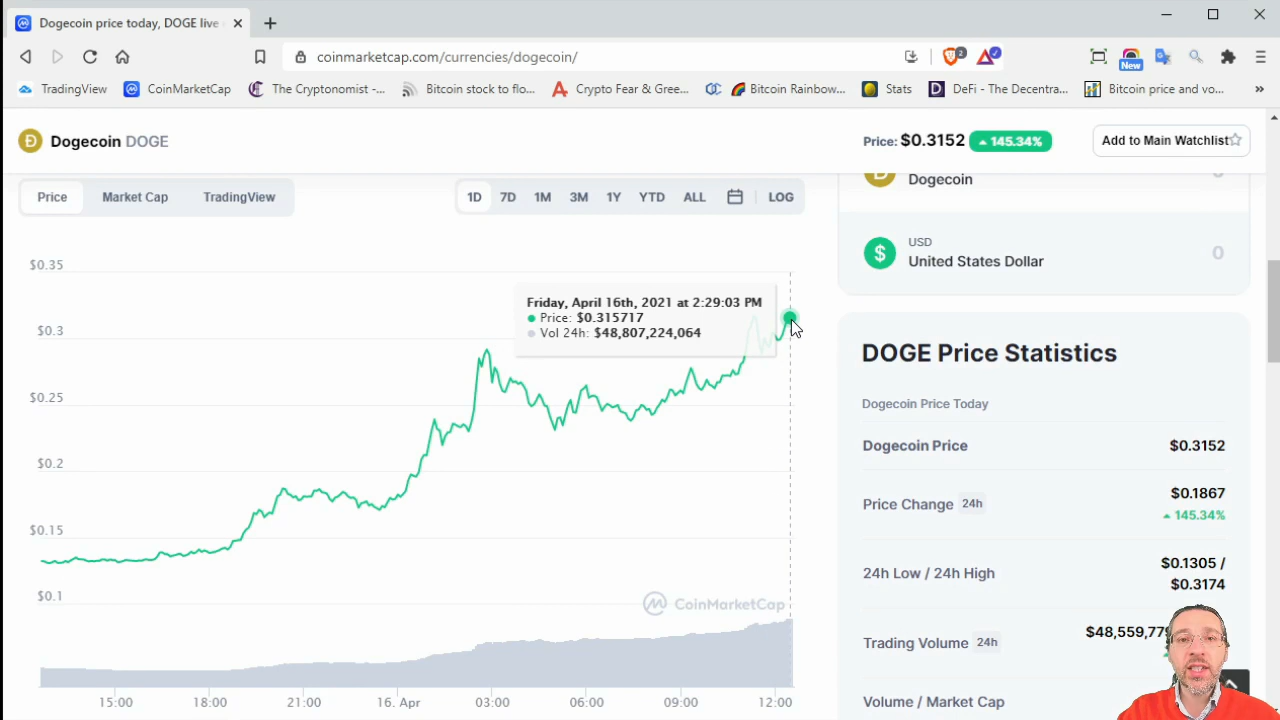 Dogecoin price today, DOGE live
coinmarketcap.com/currencies/dogecoin/
2
New
TradingView
CoinMarketCap
The Cryptonomist -...
Bitcoin stock to flo...
Crypto Fear & Gree...
Bitcoin Rainbow...
Stats
DeFi - The Decentra...
Bitcoin price and vo...
»
Dogecoin DOGE
Price: $0.3152 145.34%
Add to Main Watchlist
Price
Market Cap
TradingView
1D
7D
1M
3M
1Y
YTD
ALL
LOG
$0.35
$0.3
$0.25
$0.2
$0.15
$0.1
Friday, April 16th, 2021 at 2:29:03 PM
Price: $0.315717
Vol 24h: $48,807,224,064
CoinMarketCap
15:00
18:00
21:00
16. Apr
03:00
06:00
09:00
12:00
Dogecoin
USD
United States Dollar
0
DOGE Price Statistics
Dogecoin Price Today
Dogecoin Price
$0.3152
Price Change 24h
$0.1867
145.34%
24h Low / 24h High
$0.1305 /
$0.3174
Trading Volume 24h
$48,559,77
Volume / Market Cap